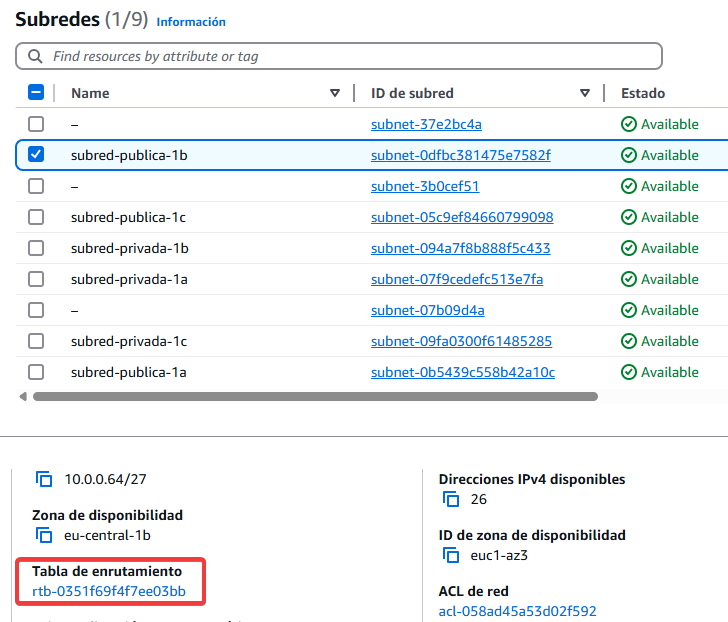 Subredes (1/9) Información
Find resources by attribute or tag
Name ID de subred Estado
– subnet-37e2bc4a Available
subred-publica-1b subnet-0dfbc381475e7582f Available
– subnet-3b0cef51 Available
subred-publica-1c subnet-05c9ef84660799098 Available
subred-privada-1b subnet-094a7f8b888f5c433 Available
subred-privada-1a subnet-07f9cedefc513e7fa Available
– subnet-07b09d4a Available
subred-privada-1c subnet-09fa0300f61485285 Available
subred-publica-1a subnet-0b5439c558b42a10c Available
10.0.0.64/27
Zona de disponibilidad
eu-central-1b
Tabla de enrutamiento
rtb-0351f69f4f7ee03bb
Direcciones IPv4 disponibles
26
ID de zona de disponibilidad
euc1-az3
ACL de red
acl-058ad45a53d02f592